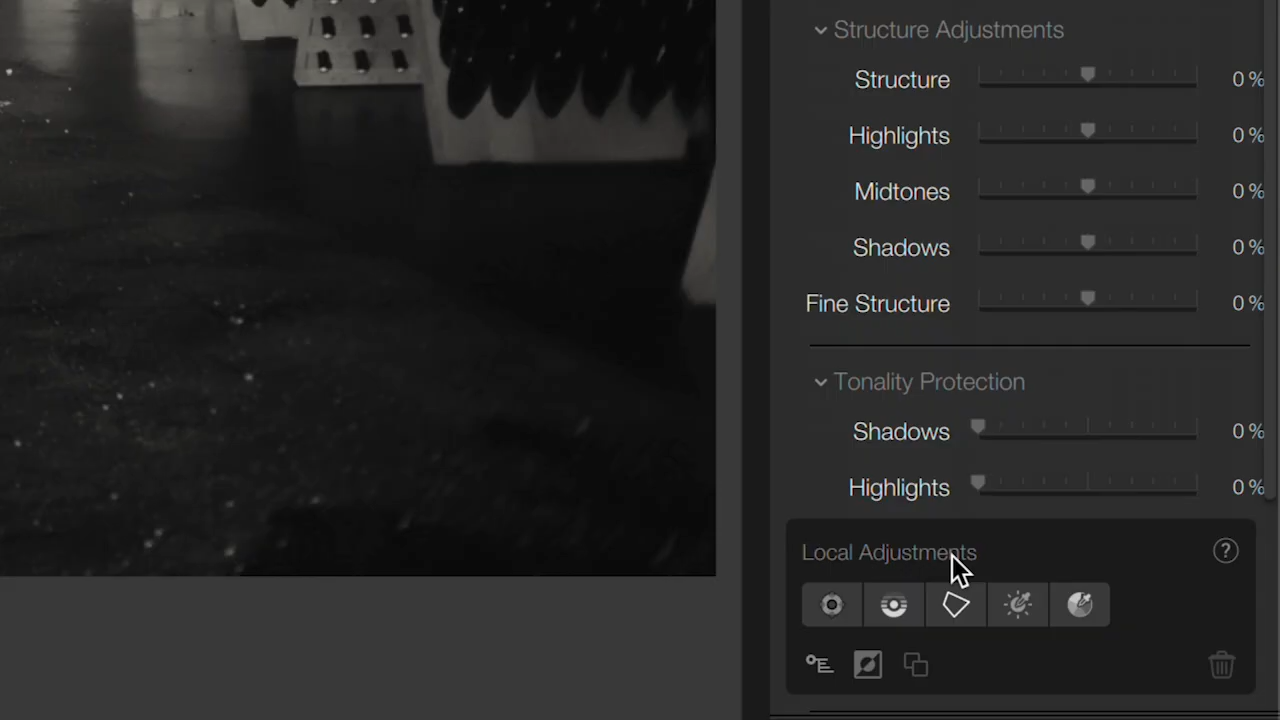 Structure Adjustments
Structure 0 %
Highlights 0 %
Midtones 0 %
Shadows 0 %
Fine Structure 0 %
Tonality Protection
Shadows 0 %
Highlights 0 %
Local Adjustments ?